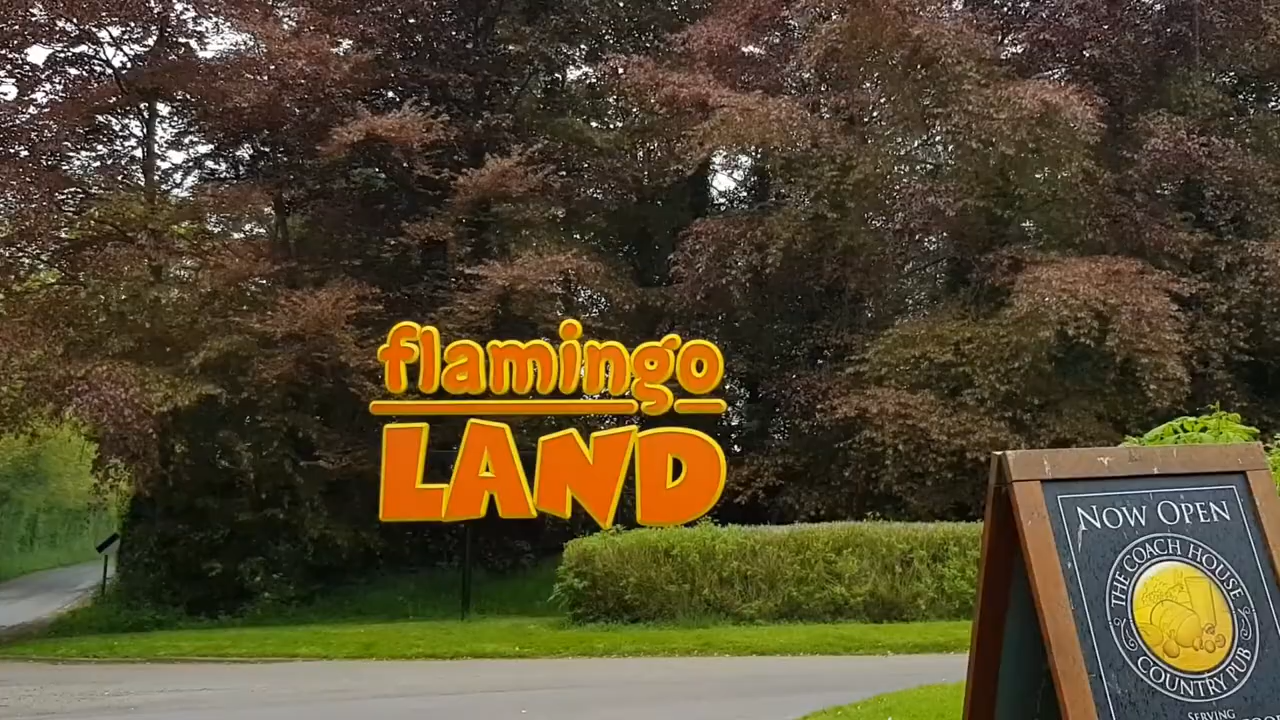 flamingo
LAND
NOW OPEN
THE COACH HOUSE
COUNTRY PUB
SERVING